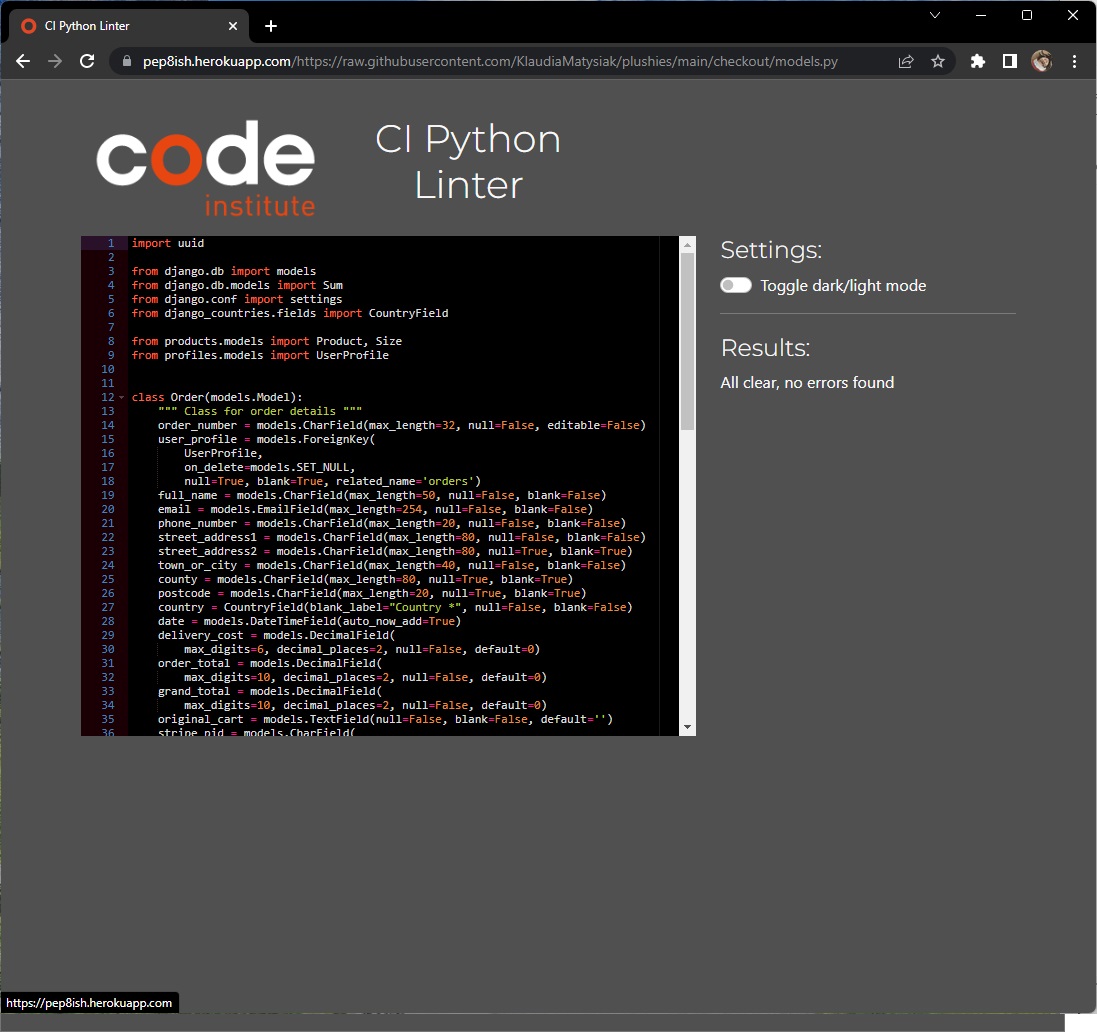 CI Python Linter
pep8ish.herokuapp.com/https://raw.githubusercontent.com/KlaudiaMatysiak/plushies/main/checkout/models.py
code
institute
CI Python
Linter
1 import uuid
2
3 from django.db import models
4 from django.db.models import Sum
5 from django.conf import settings
6 from django_countries.fields import CountryField
7
8 from products.models import Product, Size
9 from profiles.models import UserProfile
10
11
12 class Order(models.Model):
13 """ Class for order details """
14 order_number = models.CharField(max_length=32, null=False, editable=False)
15 user_profile = models.ForeignKey(
16 UserProfile,
17 on_delete=models.SET_NULL,
18 null=True, blank=True, related_name='orders')
19 full_name = models.CharField(max_length=50, null=False, blank=False)
20 email = models.EmailField(max_length=254, null=False, blank=False)
21 phone_number = models.CharField(max_length=20, null=False, blank=False)
22 street_address1 = models.CharField(max_length=80, null=False, blank=False)
23 street_address2 = models.CharField(max_length=80, null=True, blank=True)
24 town_or_city = models.CharField(max_length=40, null=False, blank=False)
25 county = models.CharField(max_length=80, null=True, blank=True)
26 postcode = models.CharField(max_length=20, null=True, blank=True)
27 country = CountryField(blank_label="Country *", null=False, blank=False)
28 date = models.DateTimeField(auto_now_add=True)
29 delivery_cost = models.DecimalField(
30 max_digits=6, decimal_places=2, null=False, default=0)
31 order_total = models.DecimalField(
32 max_digits=10, decimal_places=2, null=False, default=0)
33 grand_total = models.DecimalField(
34 max_digits=10, decimal_places=2, null=False, default=0)
35 original_cart = models.TextField(null=False, blank=False, default='')
36 stripe_pid = models.CharField(
Settings:
Toggle dark/light mode
Results:
All clear, no errors found
https://pep8ish.herokuapp.com